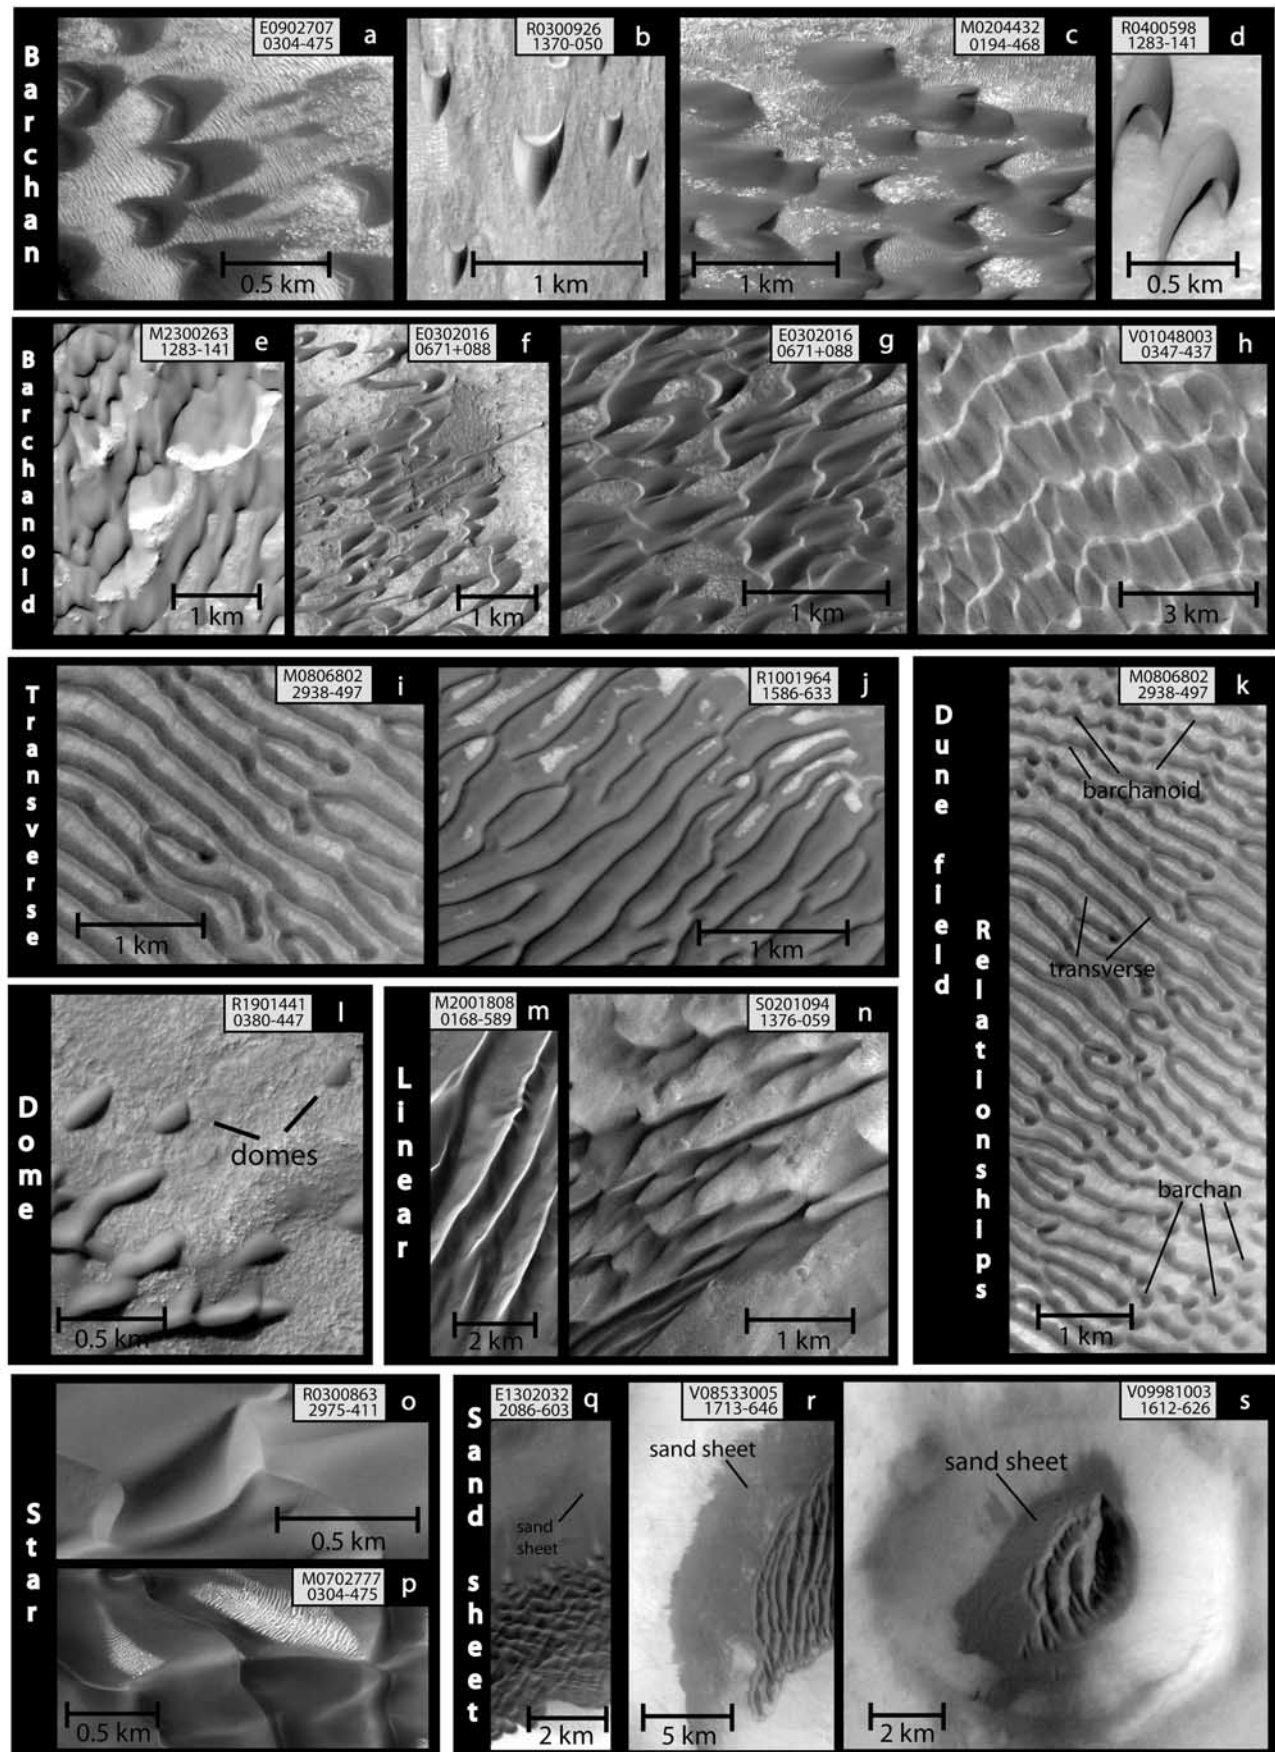 Barchan
E0902707
0304-475
a
0.5 km
R0300926
1370-050
b
1 km
M0204432
0194-468
c
1 km
R0400598
1283-141
d
0.5 km
Barchanoid
M2300263
1283-141
e
1 km
E0302016
0671+088
f
1 km
E0302016
0671+088
g
1 km
V01048003
0347-437
h
3 km
Transverse
M0806802
2938-497
i
1 km
R1001964
1586-633
j
1 km
Dune field
Relationships
M0806802
2938-497
k
barchanoid
transverse
barchan
1 km
Dome
R1901441
0380-447
l
domes
0.5 km
Linear
M2001808
0168-589
m
2 km
S0201094
1376-059
n
1 km
Star
R0300863
2975-411
o
0.5 km
M0702777
0304-475
p
0.5 km
Sand sheet
E1302032
2086-603
q
sand
sheet
2 km
V08533005
1713-646
r
sand sheet
5 km
V09981003
1612-626
s
sand sheet
2 km